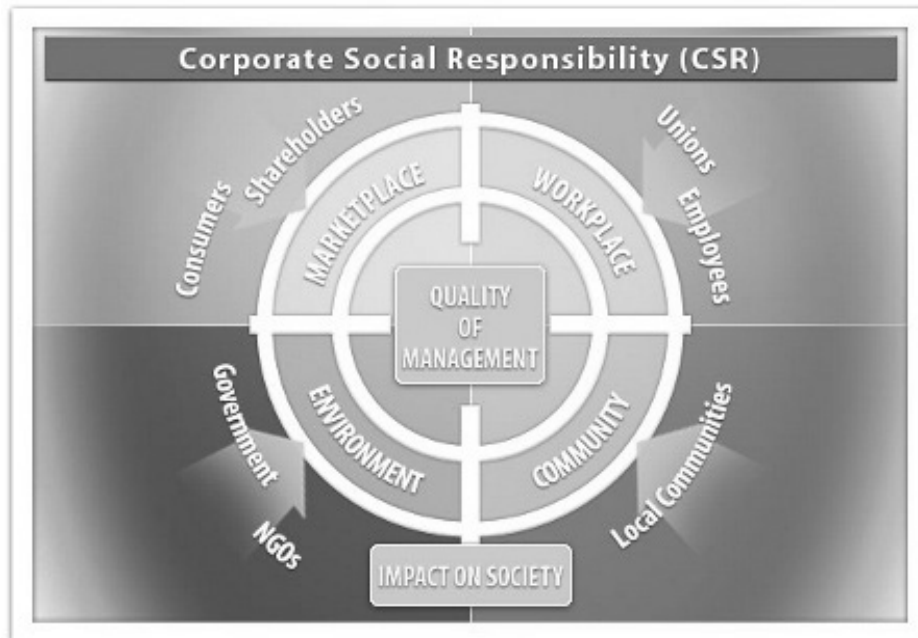 Corporate Social Responsibility (CSR)
Consumers
Shareholders
MARKETPLACE
WORKPLACE
Unions
Employees
QUALITY
OF
MANAGEMENT
Government
NGOs
ENVIRONMENT
COMMUNITY
Local Communities
IMPACT ON SOCIETY